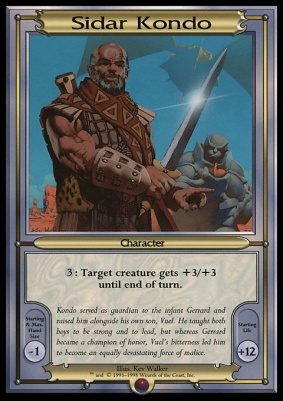 Sidar Kondo
Character
3 : Target creature gets +3/+3
until end of turn.
Starting
& Max.
Hand
Size
-1
Kondo served as guardian to the infant Gerrard and
raised him alongside his own son, Vuel. He taught both
boys to be strong and to lead, but whereas Gerrard
became a champion of honor, Vuel's bitterness led him
to become an equally devastating force of malice.
Starting
Life
+12
Illus. Kev Walker
™ and © 1993–1998 Wizards of the Coast, Inc.